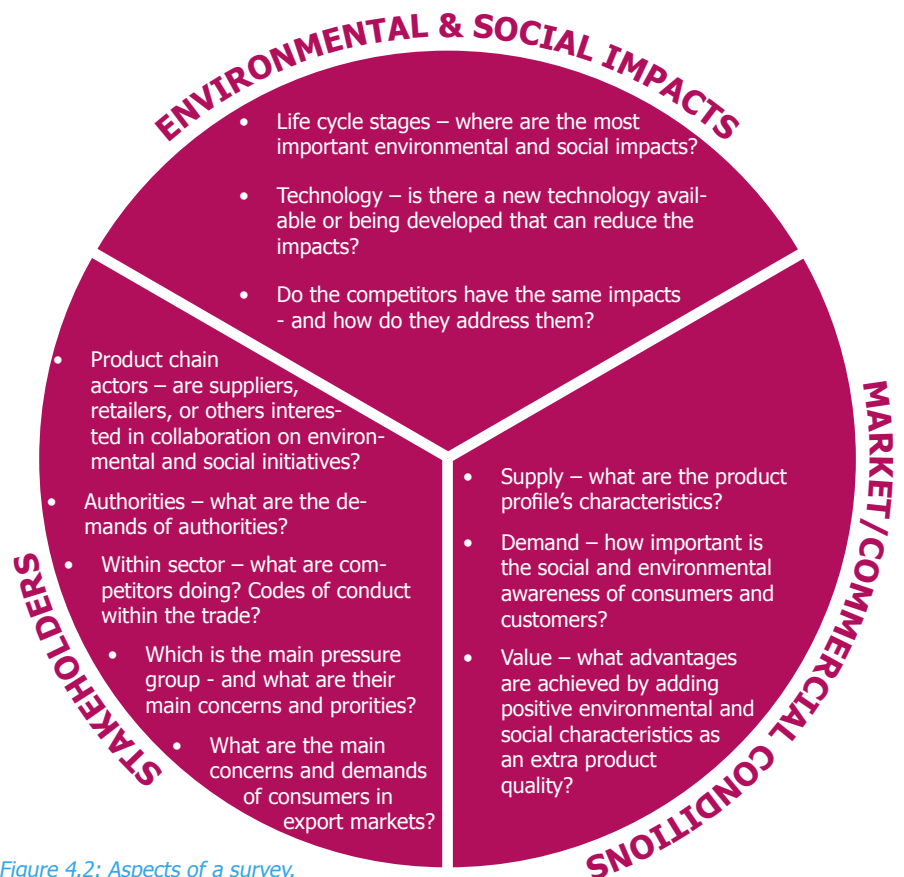 ENVIRONMENTAL & SOCIAL IMPACTS
• Life cycle stages – where are the most
important environmental and social impacts?
• Technology – is there a new technology avail-
able or being developed that can reduce the
impacts?
• Do the competitors have the same impacts
- and how do they address them?
STAKEHOLDERS
• Product chain
actors – are suppliers,
retailers, or others interes-
ted in collaboration on environ-
mental and social initiatives?
• Authorities – what are the de-
mands of authorities?
• Within sector – what are com-
petitors doing? Codes of conduct
within the trade?
• Which is the main pressure
group - and what are their
main concerns and prorities?
• What are the main
concerns and demands
of consumers in
export markets?
MARKET/COMMERCIAL CONDITIONS
• Supply – what are the product
profile's characteristics?
• Demand – how important is
the social and environmental
awareness of consumers and
customers?
• Value – what advantages
are achieved by adding
positive environmental and
social characteristics as
an extra product
quality?
Figure 4.2: Aspects of a survey.